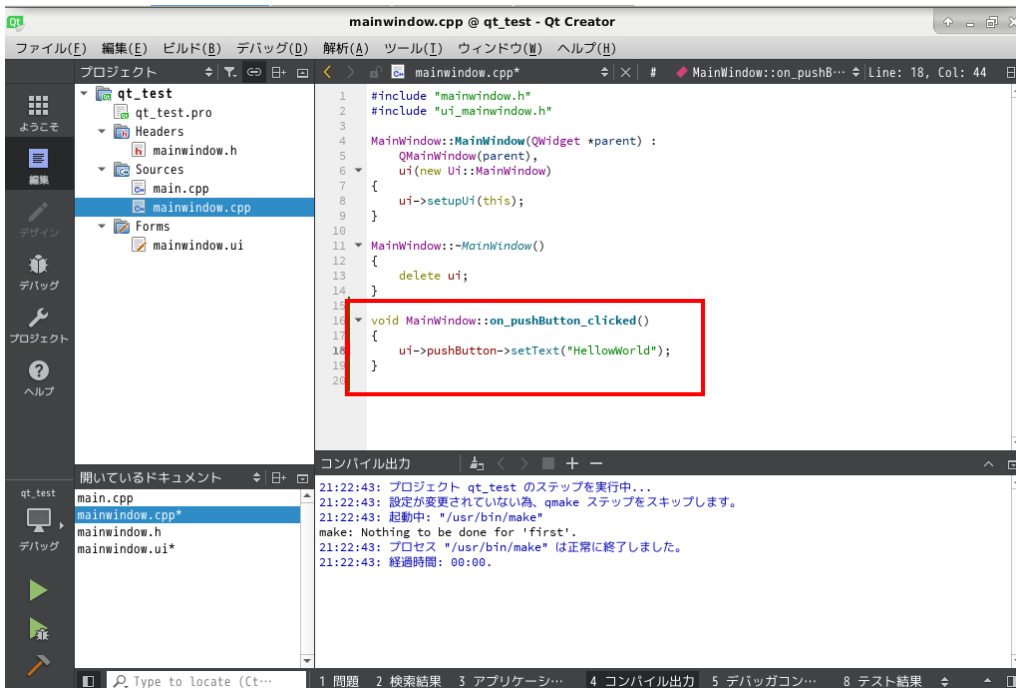 mainwindow.cpp @ qt_test - Qt Creator
ファイル(F) 編集(E) ビルド(B) デバッグ(D) 解析(A) ツール(T) ウィンドウ(W) ヘルプ(H)
プロジェクト
mainwindow.cpp*
#
MainWindow::on_pushB…
Line: 18, Col: 44
ようこそ
編集
デザイン
デバッグ
プロジェクト
ヘルプ
qt_test
デバッグ
qt_test
qt_test.pro
Headers
mainwindow.h
Sources
main.cpp
mainwindow.cpp
Forms
mainwindow.ui
1 #include "mainwindow.h"
2 #include "ui_mainwindow.h"
3
4 MainWindow::MainWindow(QWidget *parent) :
5     QMainWindow(parent),
6     ui(new Ui::MainWindow)
7 {
8     ui->setupUi(this);
9 }
10
11 MainWindow::~MainWindow()
12 {
13     delete ui;
14 }
15
16 void MainWindow::on_pushButton_clicked()
17 {
18     ui->pushButton->setText("HellowWorld");
19 }
20
開いているドキュメント
main.cpp
mainwindow.cpp*
mainwindow.h
mainwindow.ui*
コンパイル出力
21:22:43: プロジェクト qt_test のステップを実行中...
21:22:43: 設定が変更されていない為、qmake ステップをスキップします。
21:22:43: 起動中: "/usr/bin/make"
make: Nothing to be done for 'first'.
21:22:43: プロセス "/usr/bin/make" は正常に終了しました。
21:22:43: 経過時間: 00:00.
Type to locate (Ct…
1 問題 2 検索結果 3 アプリケーシ… 4 コンパイル出力 5 デバッガコン… 8 テスト結果